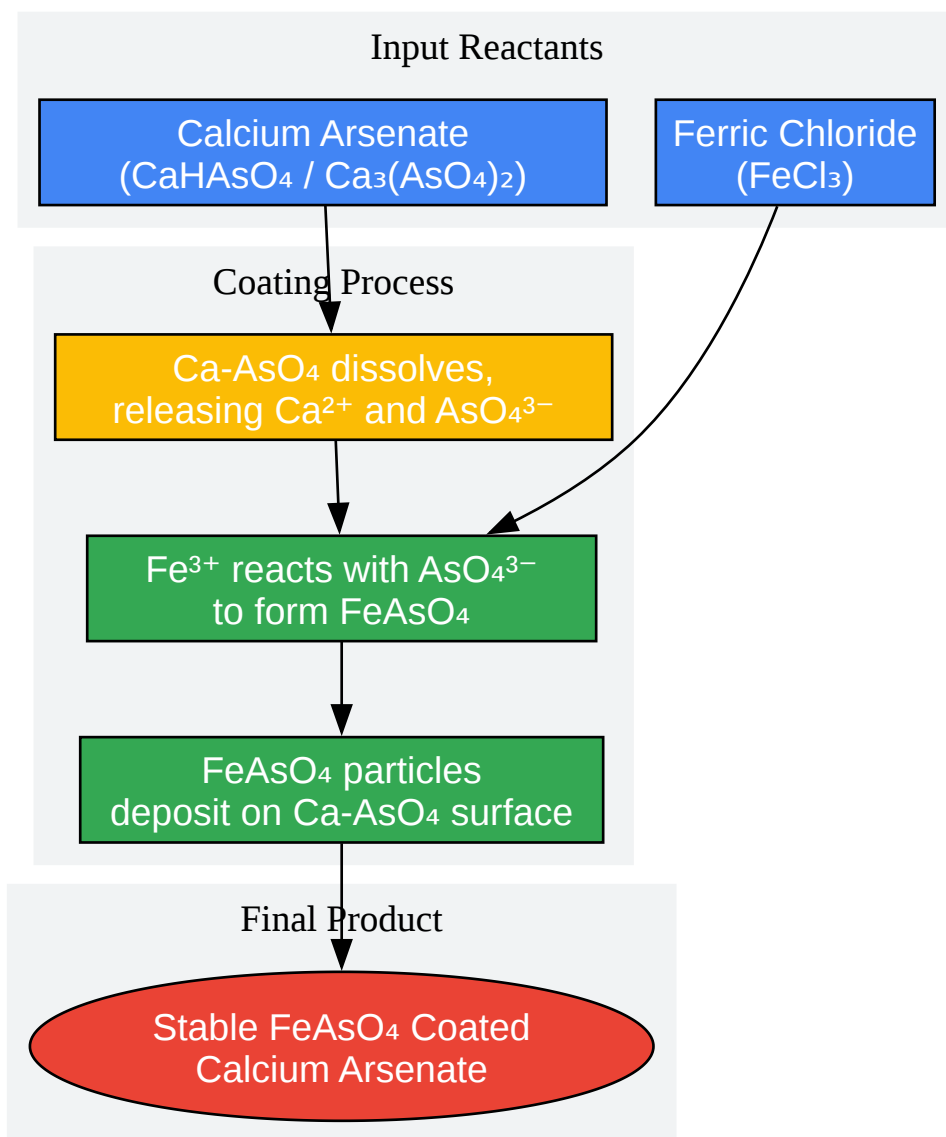 Input Reactants
Calcium Arsenate
(CaHAsO₄ / Ca₃(AsO₄)₂)
Ferric Chloride
(FeCl₃)
Coating Process
Ca-AsO₄ dissolves,
releasing Ca²⁺ and AsO₄³⁻
Fe³⁺ reacts with AsO₄³⁻
to form FeAsO₄
FeAsO₄ particles
deposit on Ca-AsO₄ surface
Final Product
Stable FeAsO₄ Coated
Calcium Arsenate